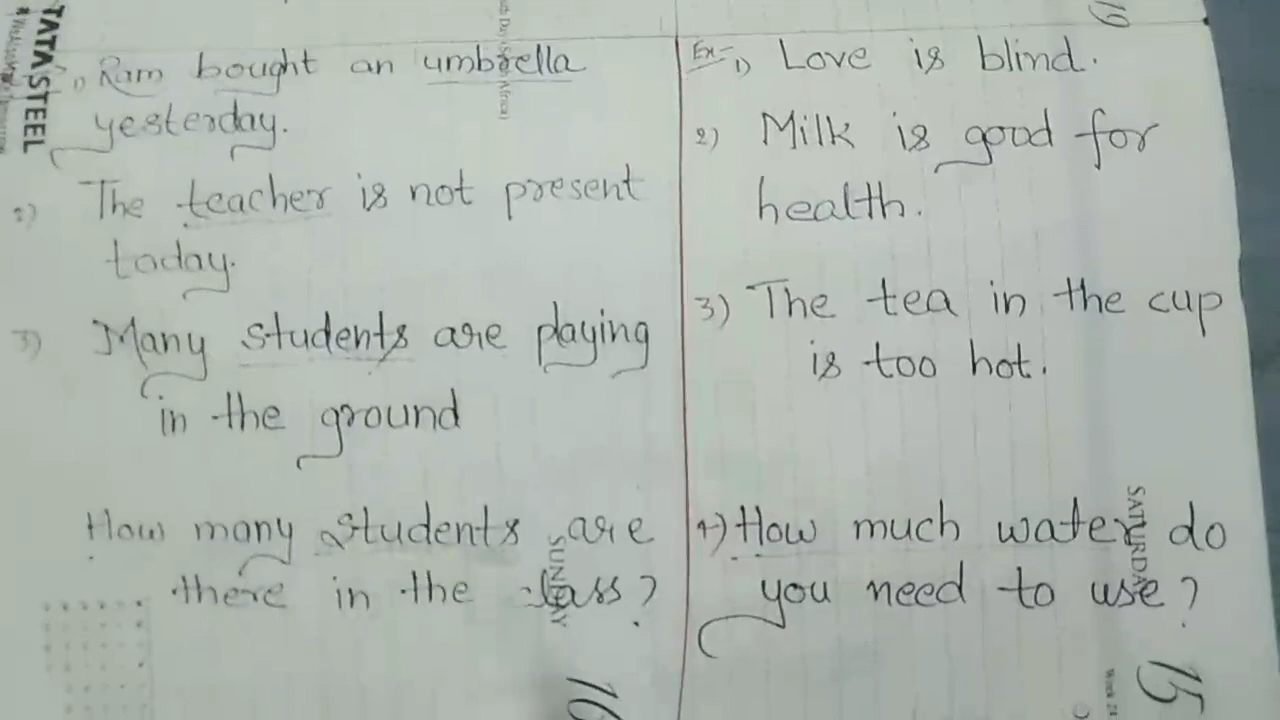 TATA STEEL
1) Ram bought an umbrella
yesterday.
2) The teacher is not present
today.
3) Many students are playing
in the ground
How many students are
there in the class?
SUNDAY
16
Ex- 1) Love is blind.
2) Milk is good for
health.
3) The tea in the cup
is too hot.
4) How much water do
you need to use?
SATURDAY
15